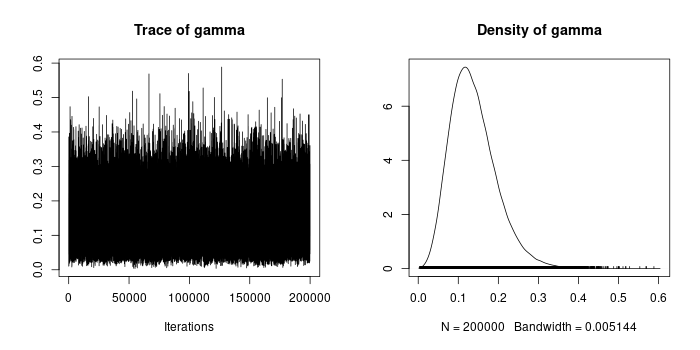 Trace of gamma
0.0 0.1 0.2 0.3 0.4 0.5 0.6
0 50000 100000 150000 200000
Iterations
Density of gamma
0 2 4 6
0.0 0.1 0.2 0.3 0.4 0.5 0.6
N = 200000 Bandwidth = 0.005144